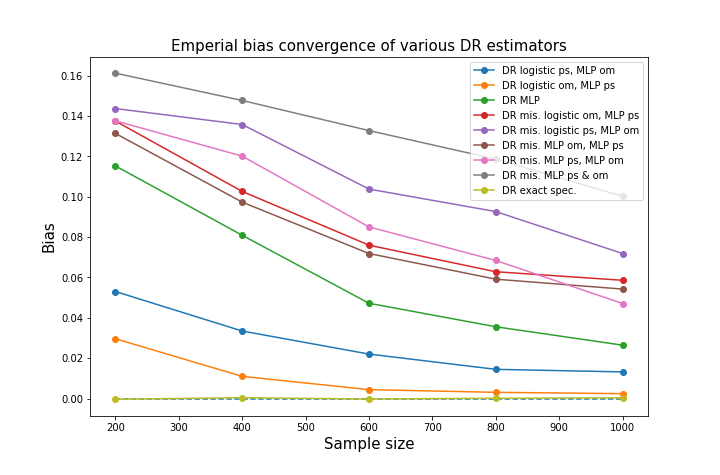 Emperial bias convergence of various DR estimators
DR logistic ps, MLP om
DR logistic om, MLP ps
DR MLP
DR mis. logistic om, MLP ps
DR mis. logistic ps, MLP om
DR mis. MLP om, MLP ps
DR mis. MLP ps, MLP om
DR mis. MLP ps & om
DR exact spec.
Bias
0.16
0.14
0.12
0.10
0.08
0.06
0.04
0.02
0.00
200 300 400 500 600 700 800 900 1000
Sample size